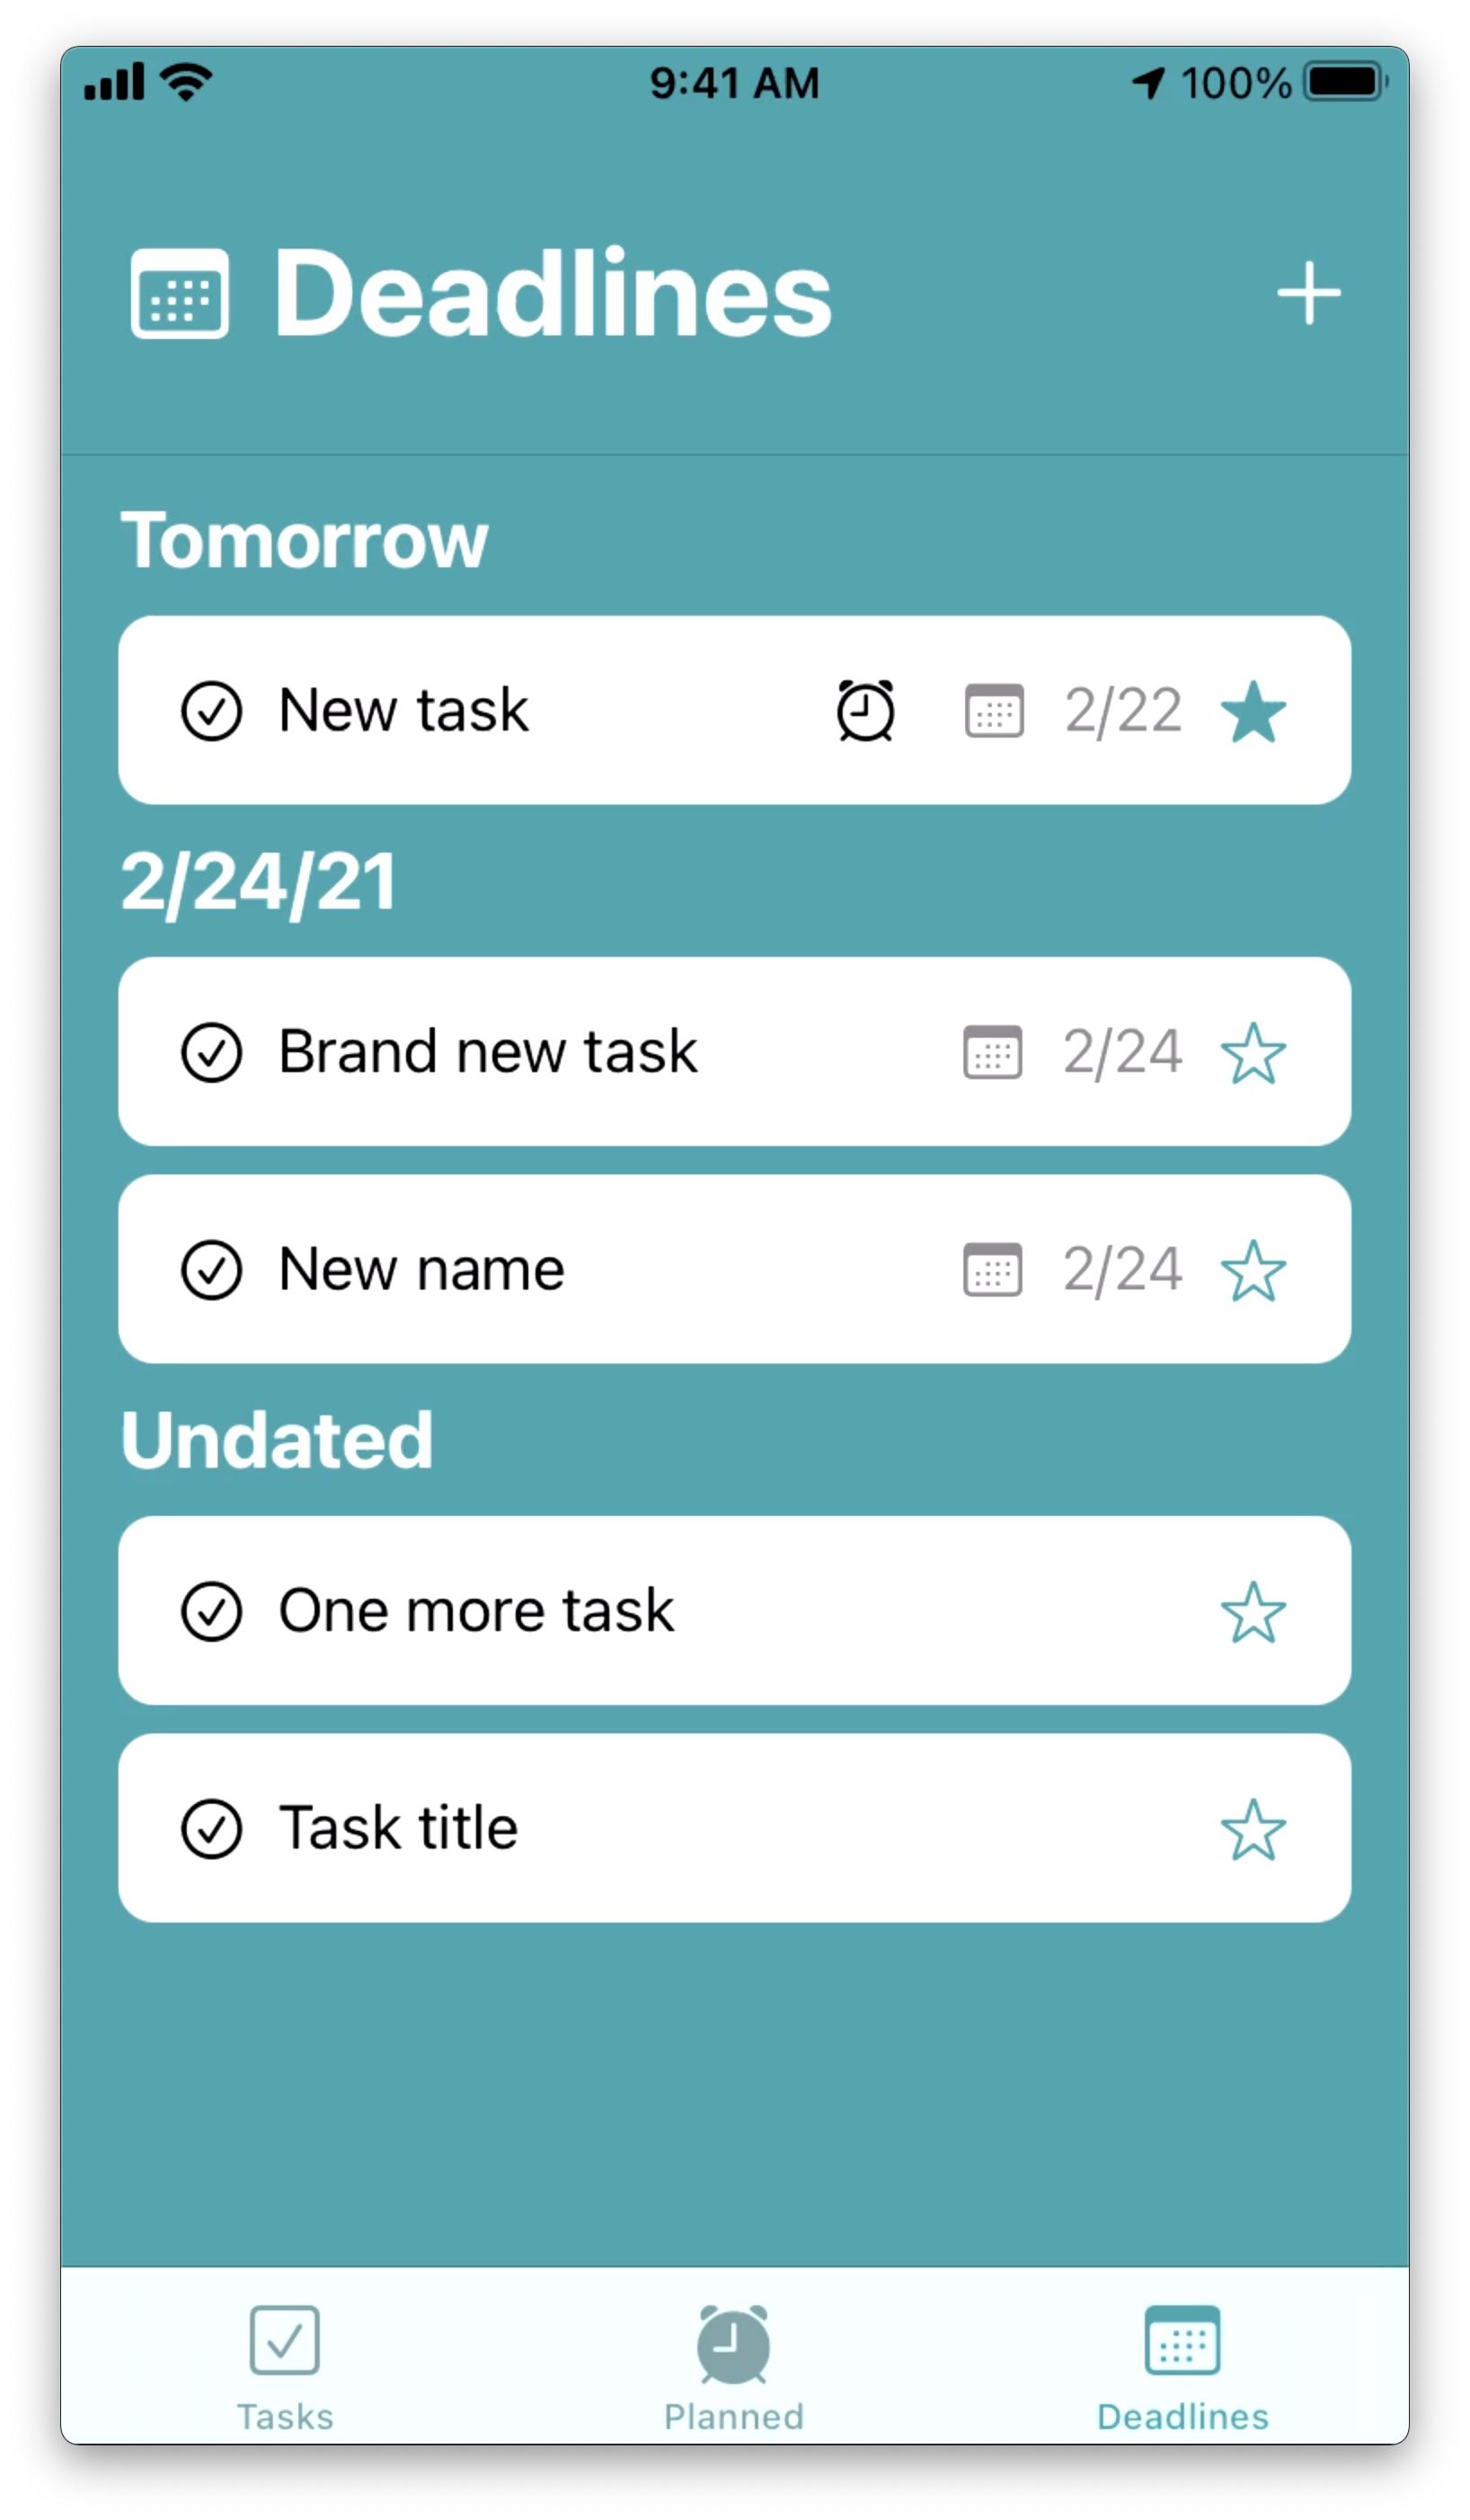 9:41 AM 100%
Deadlines
Tomorrow
New task 2/22
2/24/21
Brand new task 2/24
New name 2/24
Undated
One more task
Task title
Tasks Planned Deadlines